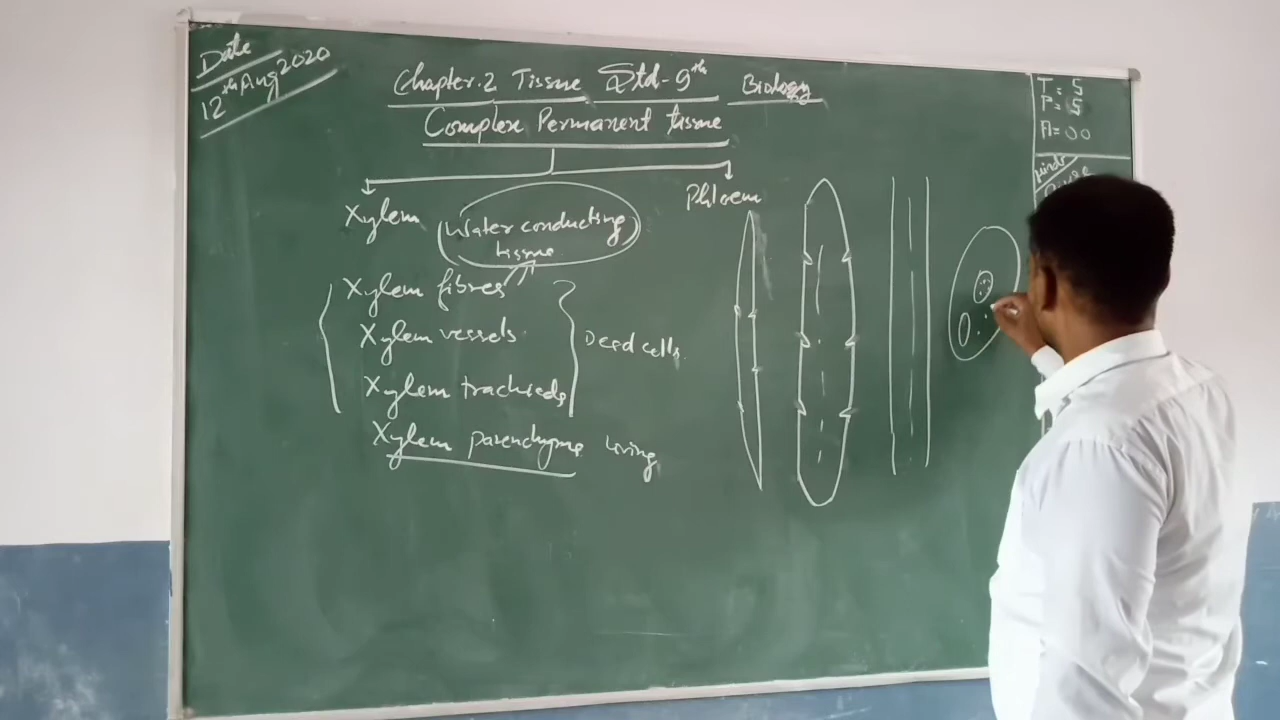 Date
12th Aug 2020
Chapter.2 Tissue Std-9th Biology
Complex Permanent tissue
Xylem
Phloem
(Water conducting
tissue)
Xylem fibres
Xylem vessels
Xylem tracheids
Dead cells
Xylem parenchyma living
T= 5
P= 5
A= 00